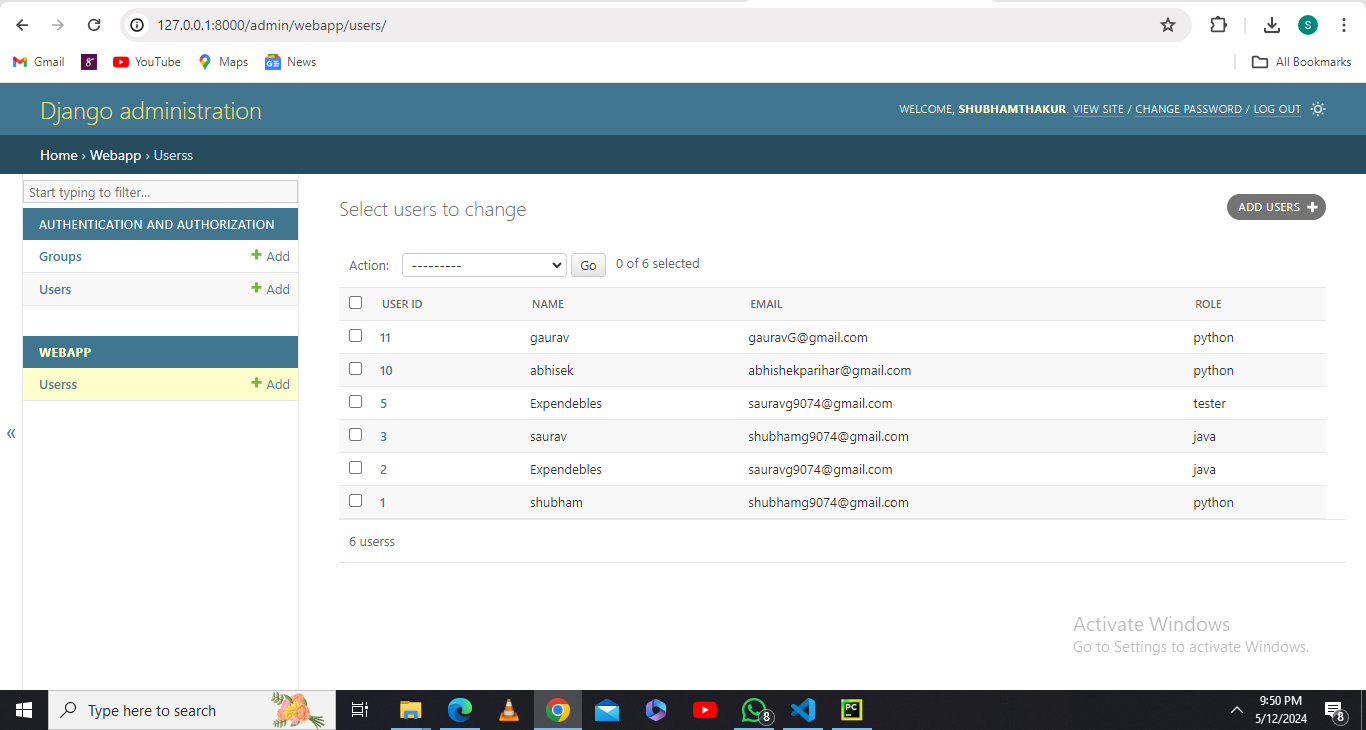 127.0.0.1:8000/admin/webapp/users/
S
Gmail YouTube Maps News All Bookmarks
Django administration
WELCOME, SHUBHAMTHAKUR. VIEW SITE / CHANGE PASSWORD / LOG OUT
Home › Webapp › Userss
Start typing to filter...
AUTHENTICATION AND AUTHORIZATION
Groups + Add
Users + Add
WEBAPP
Userss + Add
«
Select users to change
ADD USERS +
Action: --------- Go 0 of 6 selected
USER ID NAME EMAIL ROLE
11 gaurav gauravG@gmail.com python
10 abhisek abhishekparihar@gmail.com python
5 Expendebles sauravg9074@gmail.com tester
3 saurav shubhamg9074@gmail.com java
2 Expendebles sauravg9074@gmail.com java
1 shubham shubhamg9074@gmail.com python
6 userss
Activate Windows
Go to Settings to activate Windows.
Type here to search
8
PC
9:50 PM
5/12/2024
8